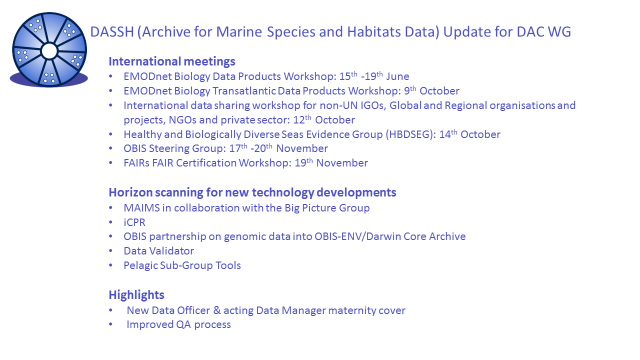 DASSH (Archive for Marine Species and Habitats Data) Update for DAC WG
International meetings
• EMODnet Biology Data Products Workshop: 15th -19th June
• EMODnet Biology Transatlantic Data Products Workshop: 9th October
• International data sharing workshop for non-UN IGOs, Global and Regional organisations and
projects, NGOs and private sector: 12th October
• Healthy and Biologically Diverse Seas Evidence Group (HBDSEG): 14th October
• OBIS Steering Group: 17th -20th November
• FAIRs FAIR Certification Workshop: 19th November
Horizon scanning for new technology developments
• MAIMS in collaboration with the Big Picture Group
• iCPR
• OBIS partnership on genomic data into OBIS-ENV/Darwin Core Archive
• Data Validator
• Pelagic Sub-Group Tools
Highlights
• New Data Officer & acting Data Manager maternity cover
• Improved QA process